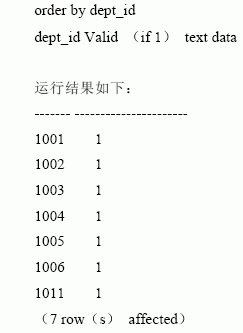 order by dept_id
dept_id Valid （if 1） text data
运行结果如下：
------- ----------------------
1001 1
1002 1
1003 1
1004 1
1005 1
1006 1
1011 1
（7 row（s） affected）